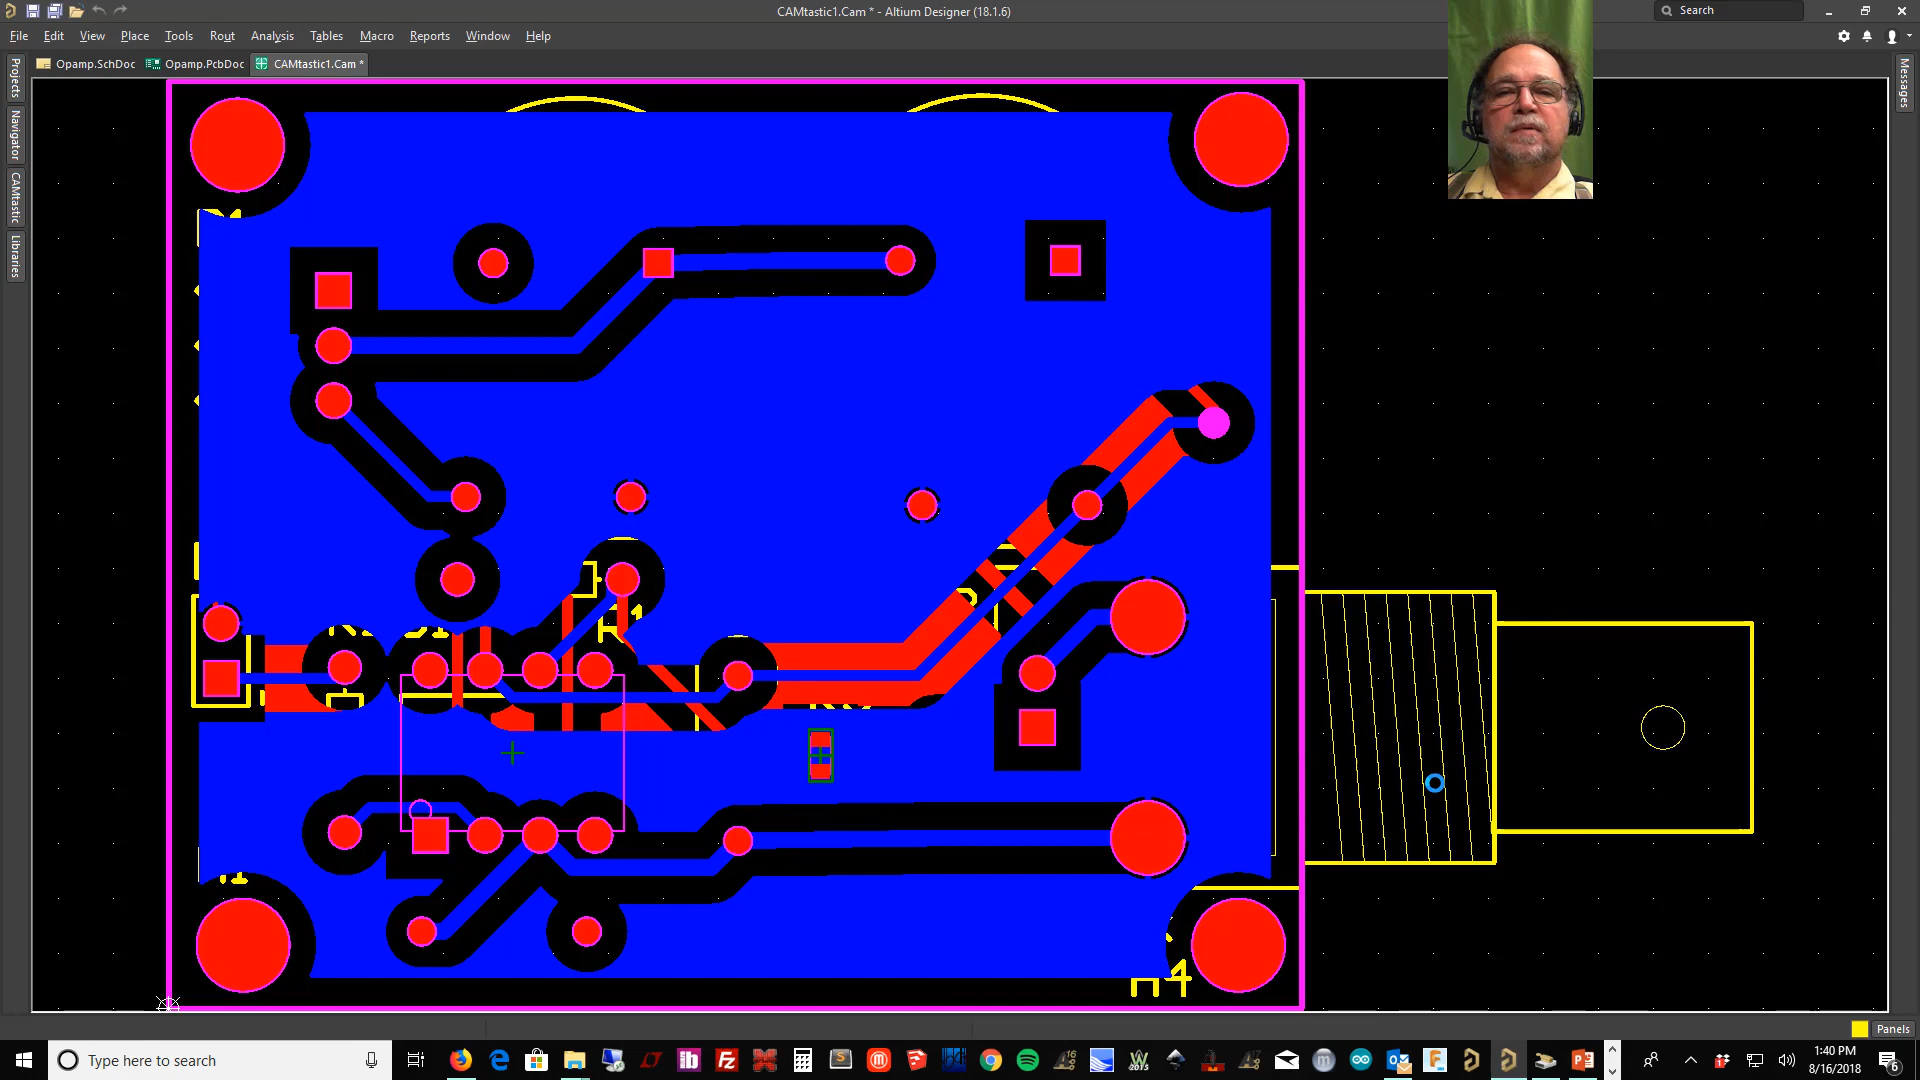 CAMtastic1.Cam * - Altium Designer (18.1.6)
Search
File Edit View Place Tools Rout Analysis Tables Macro Reports Window Help
Opamp.SchDoc Opamp.PcbDoc CAMtastic1.Cam *
Projects
Navigator
CAMtastic
Libraries
Messages
Panels
Type here to search
1:40 PM
8/16/2018
6